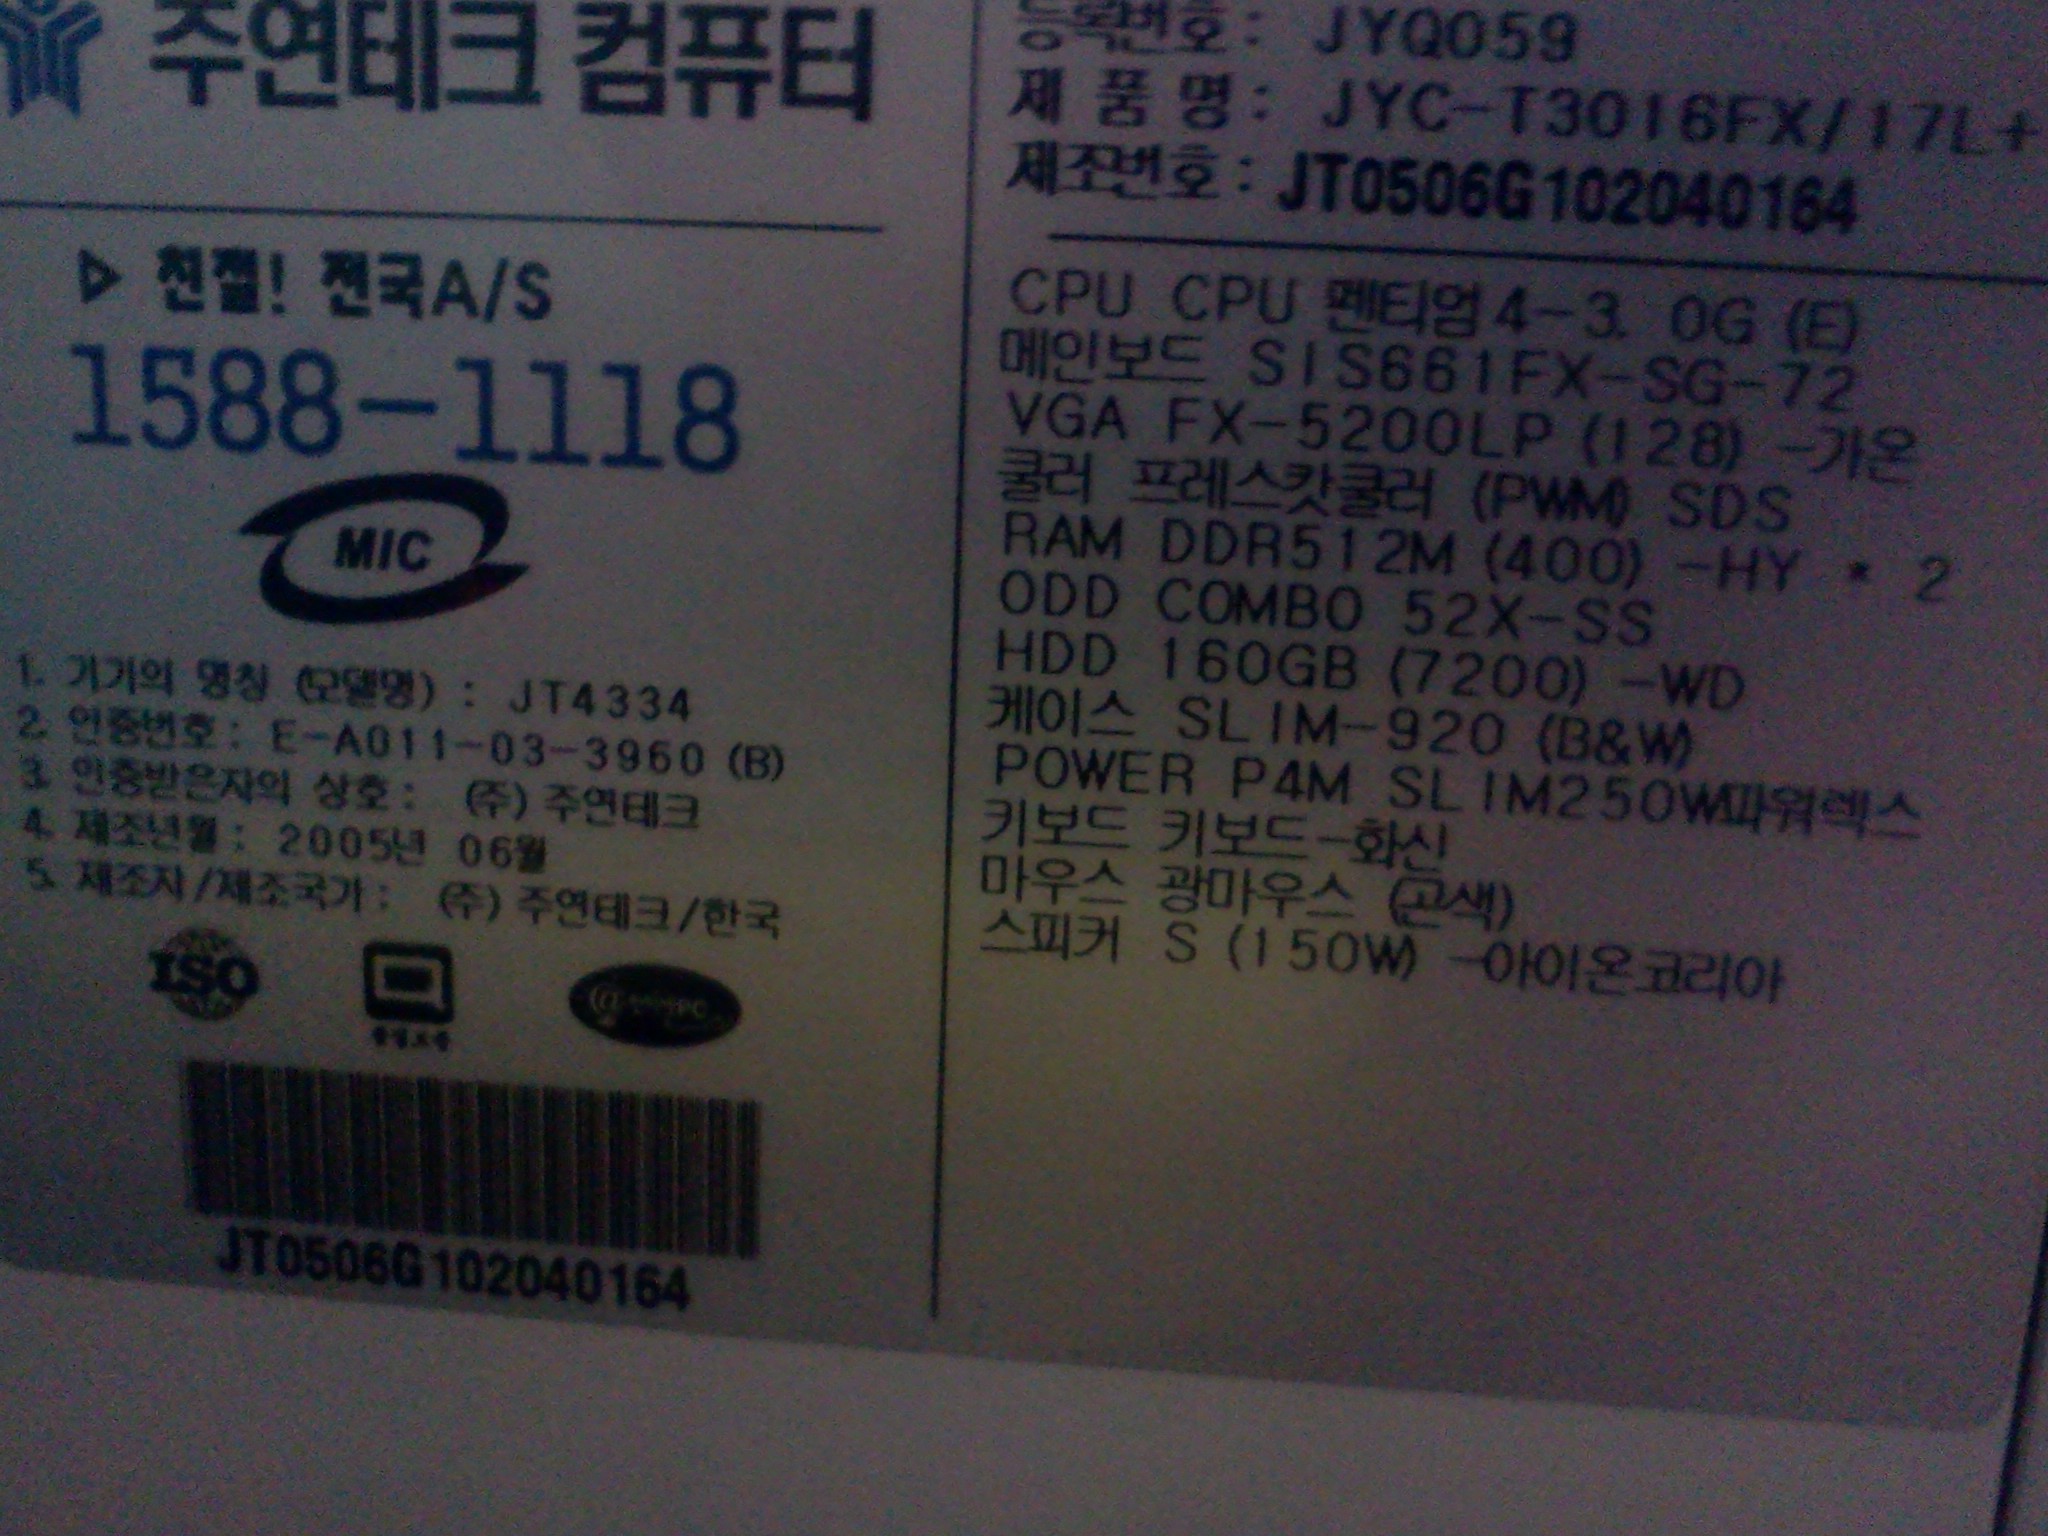 주연테크 컴퓨터
▷ 친절! 전국A/S
1588-1118
MIC
1. 기기의 명칭 (모델명) : JT4334
2. 인증번호 : E-A011-03-3960 (B)
3. 인증받은자의 상호 : (주) 주연테크
4. 제조년월 : 2005년 06월
5. 제조자/제조국가 : (주) 주연테크/한국
ISO
품질보증
JT0506G102040164
등록번호 : JYQ059
제 품 명 : JYC-T3016FX/17L+
제조번호 : JT0506G102040164
CPU CPU 펜티엄 4-3. 0G (E)
메인보드 SIS661FX-SG-72
VGA FX-5200LP (128) -가온
쿨러 프레스캇쿨러 (PWM) SDS
RAM DDR512M (400) -HY * 2
ODD COMBO 52X-SS
HDD 160GB (7200) -WD
케이스 SLIM-920 (B&W)
POWER P4M SLIM250W파워렉스
키보드 키보드-화신
마우스 광마우스 (곤색)
스피커 S (150W) -아이온코리아